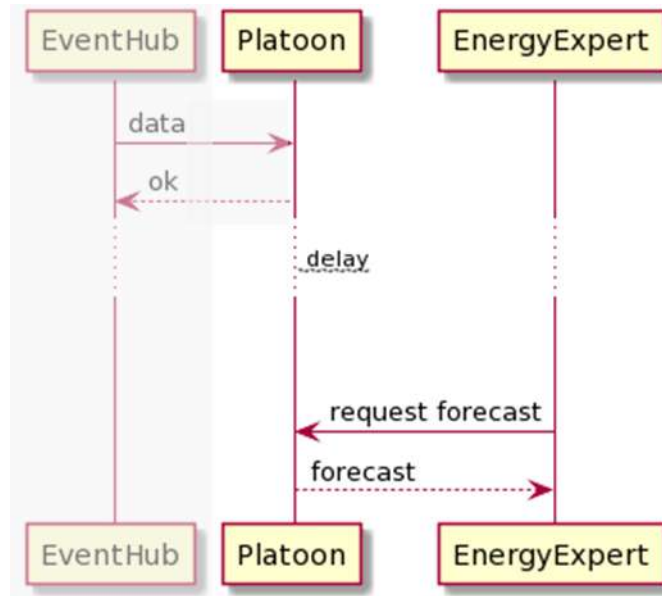 EventHub Platoon EnergyExpert
data
ok
delay
request forecast
forecast
EventHub Platoon EnergyExpert